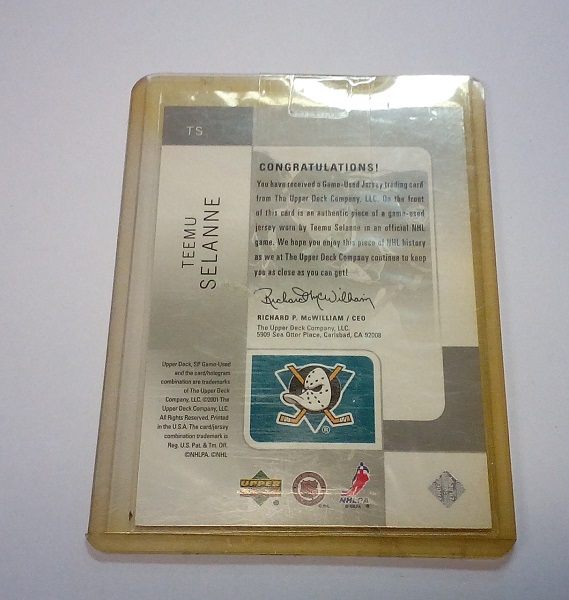 TS
TEEMU
SELANNE
CONGRATULATIONS!
You have received a Game-Used Jersey trading card
from The Upper Deck Company, LLC. On the front
of this card is an authentic piece of a game-used
jersey worn by Teemu Selanne in an official NHL
game. We hope you enjoy this piece of NHL history
as we at The Upper Deck Company continue to keep
you as close as you can get!
Richard McWilliam
RICHARD P. McWILLIAM / CEO
The Upper Deck Company, LLC.
5909 Sea Otter Place, Carlsbad, CA 92008
Upper Deck, SP Game-Used
and the card/hologram
combination are trademarks
of The Upper Deck
Company, LLC. ©2001 The
Upper Deck Company, LLC.
All Rights Reserved. Printed
in the U.S.A. The card/jersey
combination trademark is
Reg. U.S. Pat. & Tm. Off.
©NHLPA. ©NHL
®
UPPER DECK
NHLPA